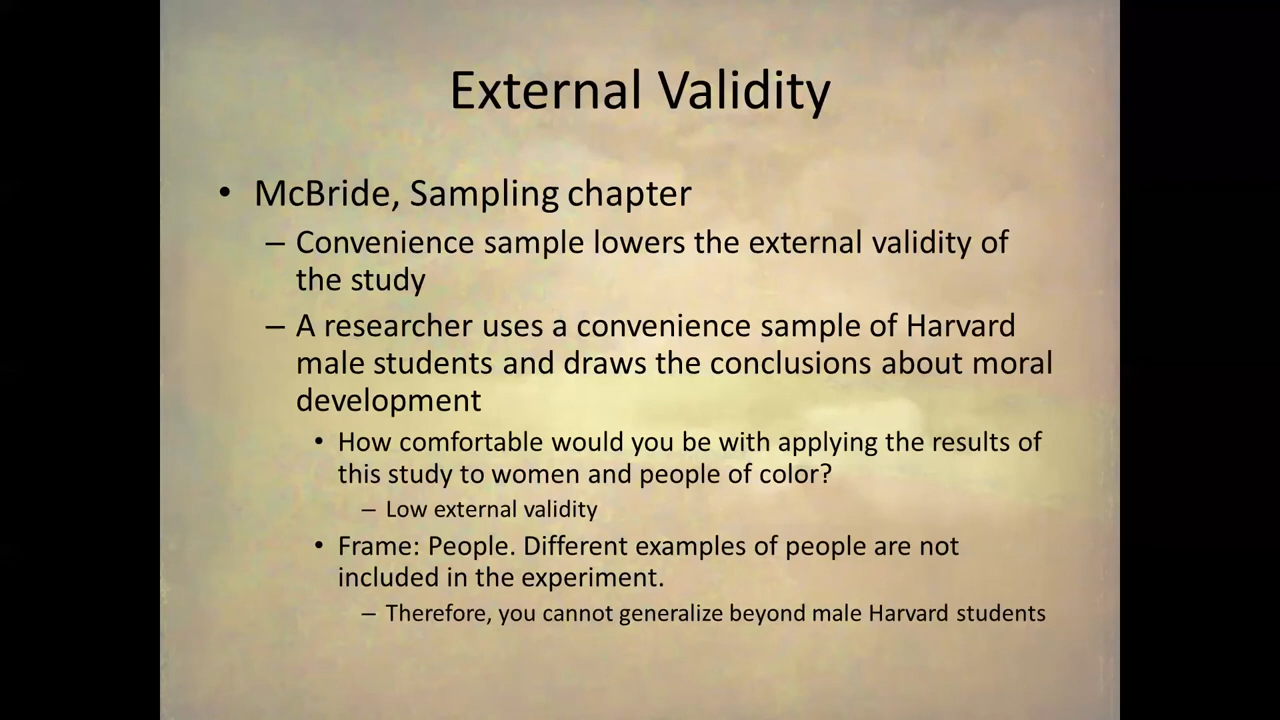 External Validity
• McBride, Sampling chapter
– Convenience sample lowers the external validity of
the study
– A researcher uses a convenience sample of Harvard
male students and draws the conclusions about moral
development
• How comfortable would you be with applying the results of
this study to women and people of color?
– Low external validity
• Frame: People. Different examples of people are not
included in the experiment.
– Therefore, you cannot generalize beyond male Harvard students